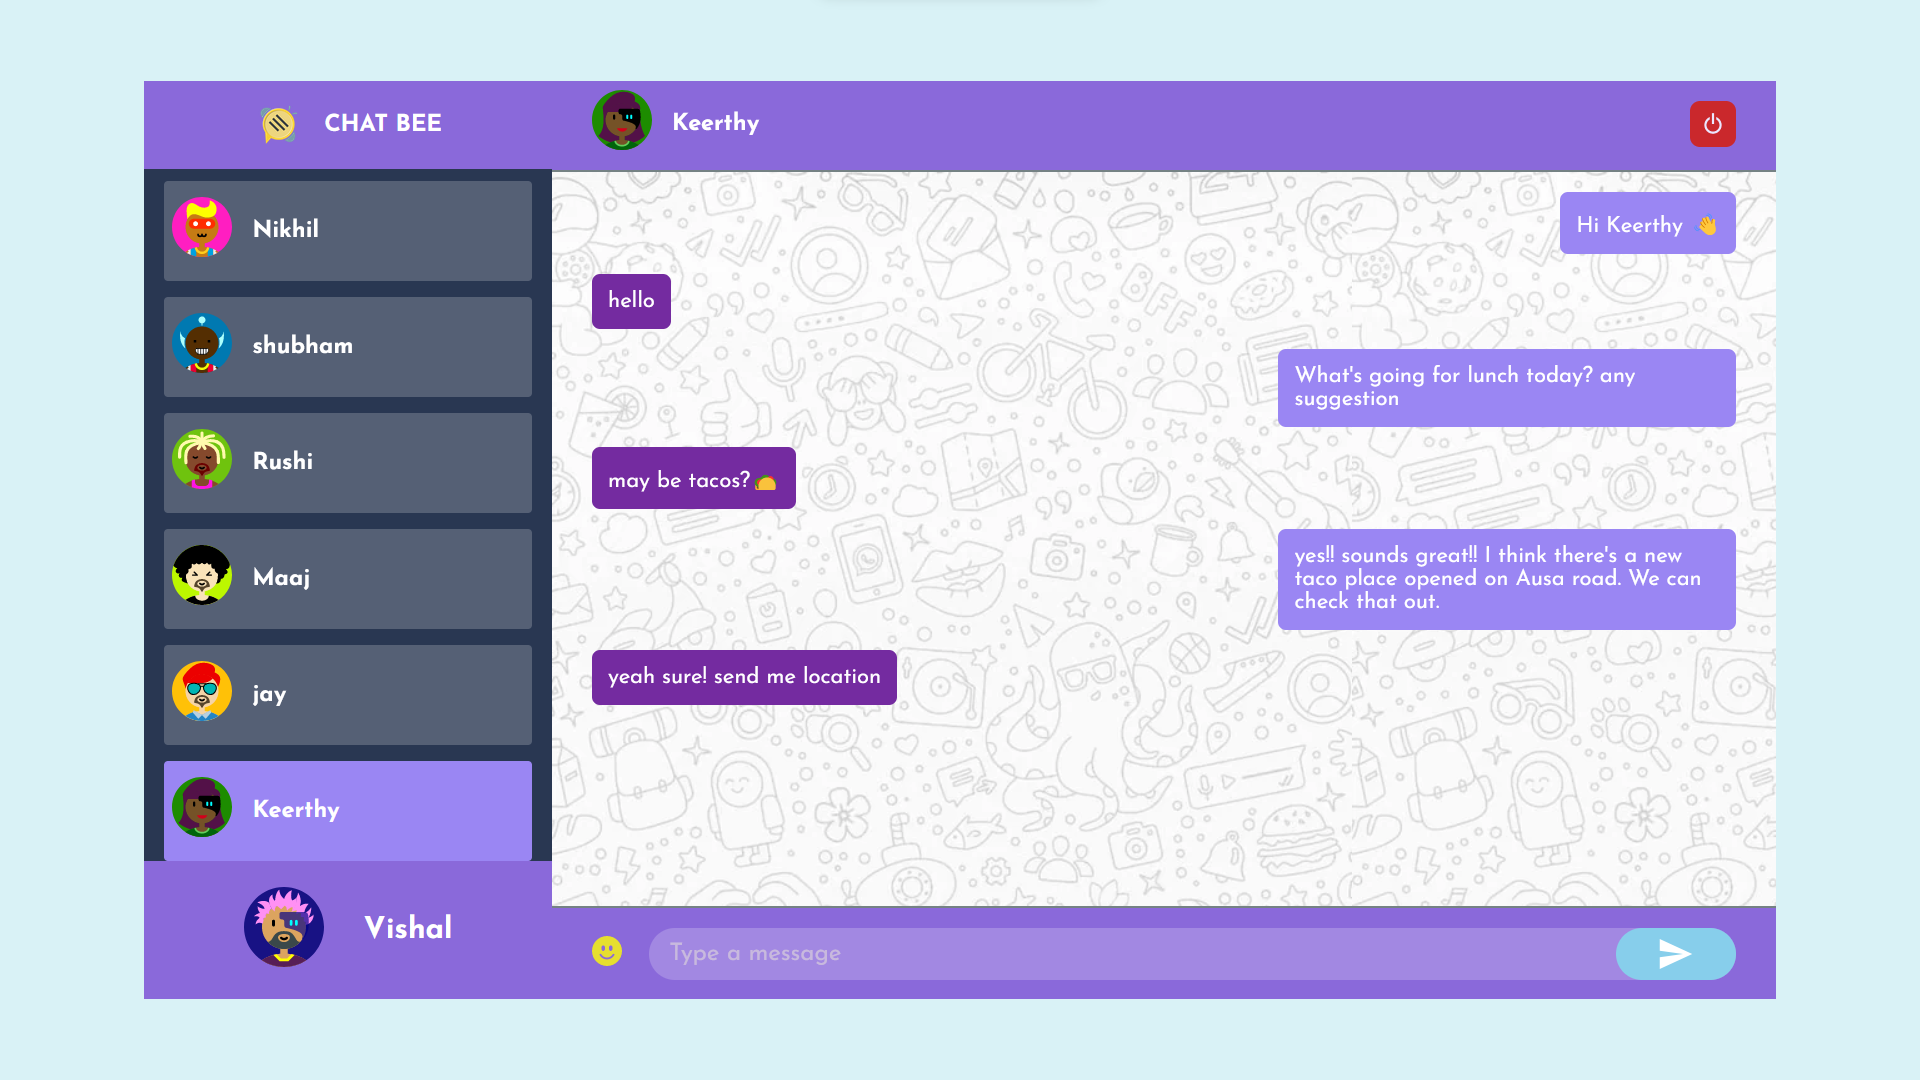 CHAT BEE
Keerthy
Nikhil
shubham
Rushi
Maaj
jay
Keerthy
Vishal
Hi Keerthy 👋
hello
What's going for lunch today? any
suggestion
may be tacos?🌮
yes!! sounds great!! I think there's a new
taco place opened on Ausa road. We can
check that out.
yeah sure! send me location
Type a message
BFF